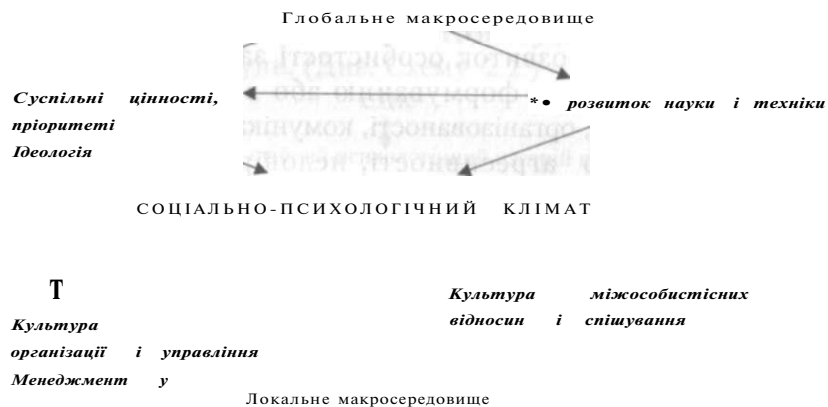 Глобальне макросередовище
Суспільні цінності,
пріоритеті
Ідеологія
*• розвиток науки і техніки
СОЦІАЛЬНО-ПСИХОЛОГІЧНИЙ КЛІМАТ
Т
Культура
організації і управління
Менеджмент у
Культура міжособистісних
відносин і спішування
Локальне макросередовище